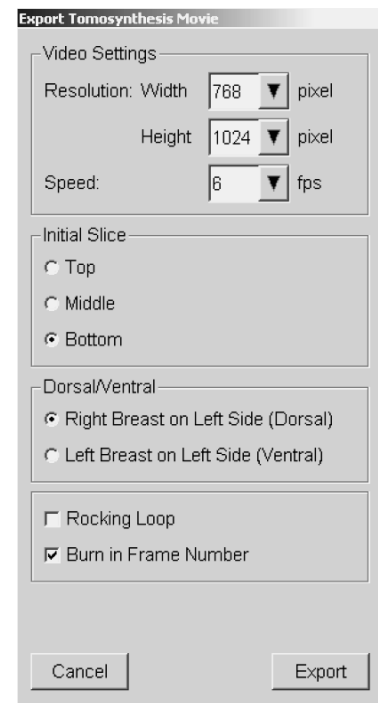 Export Tomosynthesis Movie
Video Settings
Resolution: Width 768 pixel
Height 1024 pixel
Speed: 6 fps
Initial Slice
Top
Middle
Bottom
Dorsal/Ventral
Right Breast on Left Side (Dorsal)
Left Breast on Left Side (Ventral)
Rocking Loop
Burn in Frame Number
Cancel Export